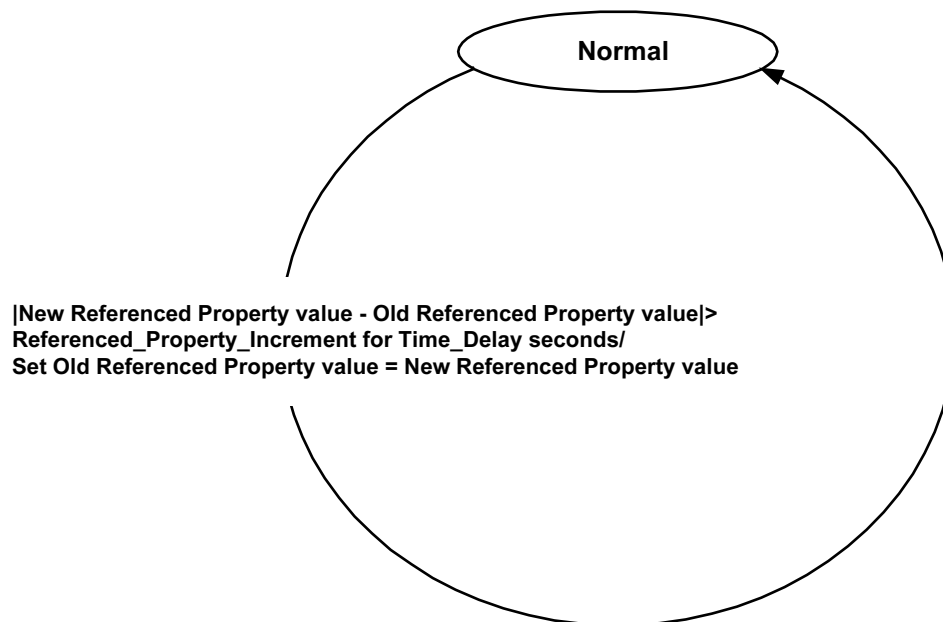 Normal
|New Referenced Property value - Old Referenced Property value|>
Referenced_Property_Increment for Time_Delay seconds/
Set Old Referenced Property value = New Referenced Property value